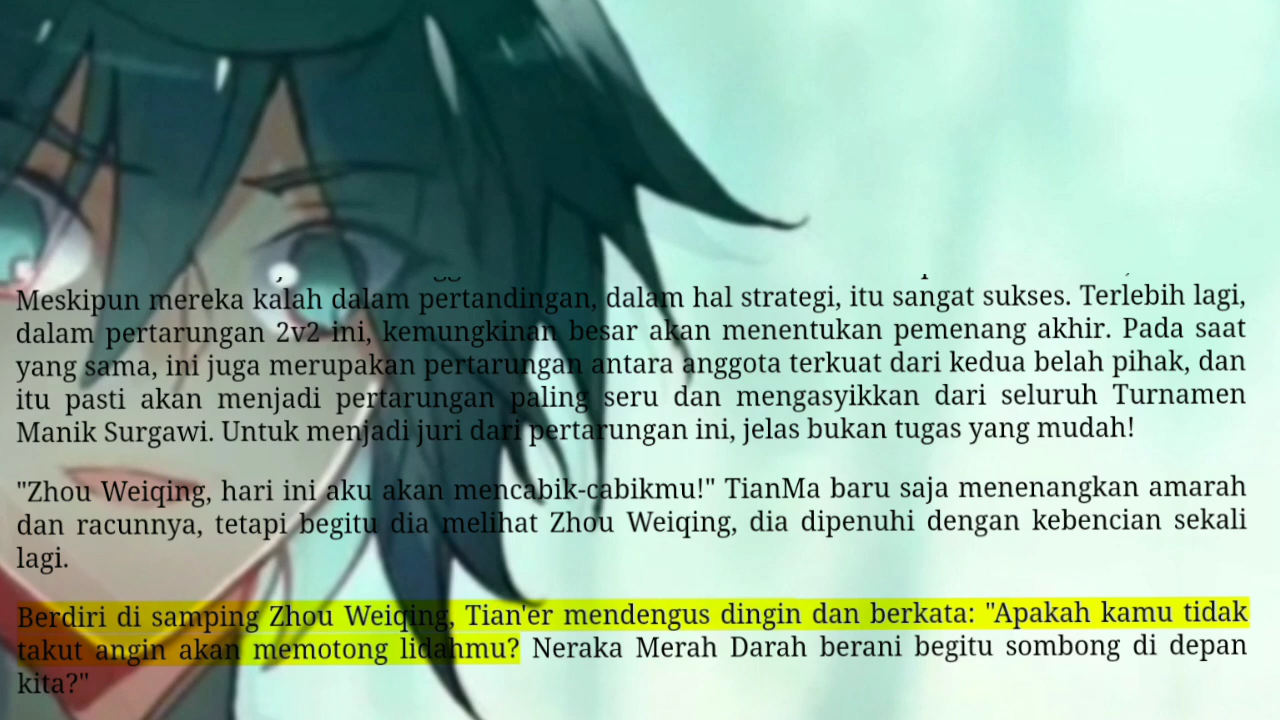 Meskipun mereka kalah dalam pertandingan, dalam hal strategi, itu sangat sukses. Terlebih lagi,
dalam pertarungan 2v2 ini, kemungkinan besar akan menentukan pemenang akhir. Pada saat
yang sama, ini juga merupakan pertarungan antara anggota terkuat dari kedua belah pihak, dan
itu pasti akan menjadi pertarungan paling seru dan mengasyikkan dari seluruh Turnamen
Manik Surgawi. Untuk menjadi juri dari pertarungan ini, jelas bukan tugas yang mudah!
"Zhou Weiqing, hari ini aku akan mencabik-cabikmu!" TianMa baru saja menenangkan amarah
dan racunnya, tetapi begitu dia melihat Zhou Weiqing, dia dipenuhi dengan kebencian sekali
lagi.
Berdiri di samping Zhou Weiqing, Tian'er mendengus dingin dan berkata: "Apakah kamu tidak
takut angin akan memotong lidahmu? Neraka Merah Darah berani begitu sombong di depan
kita?"